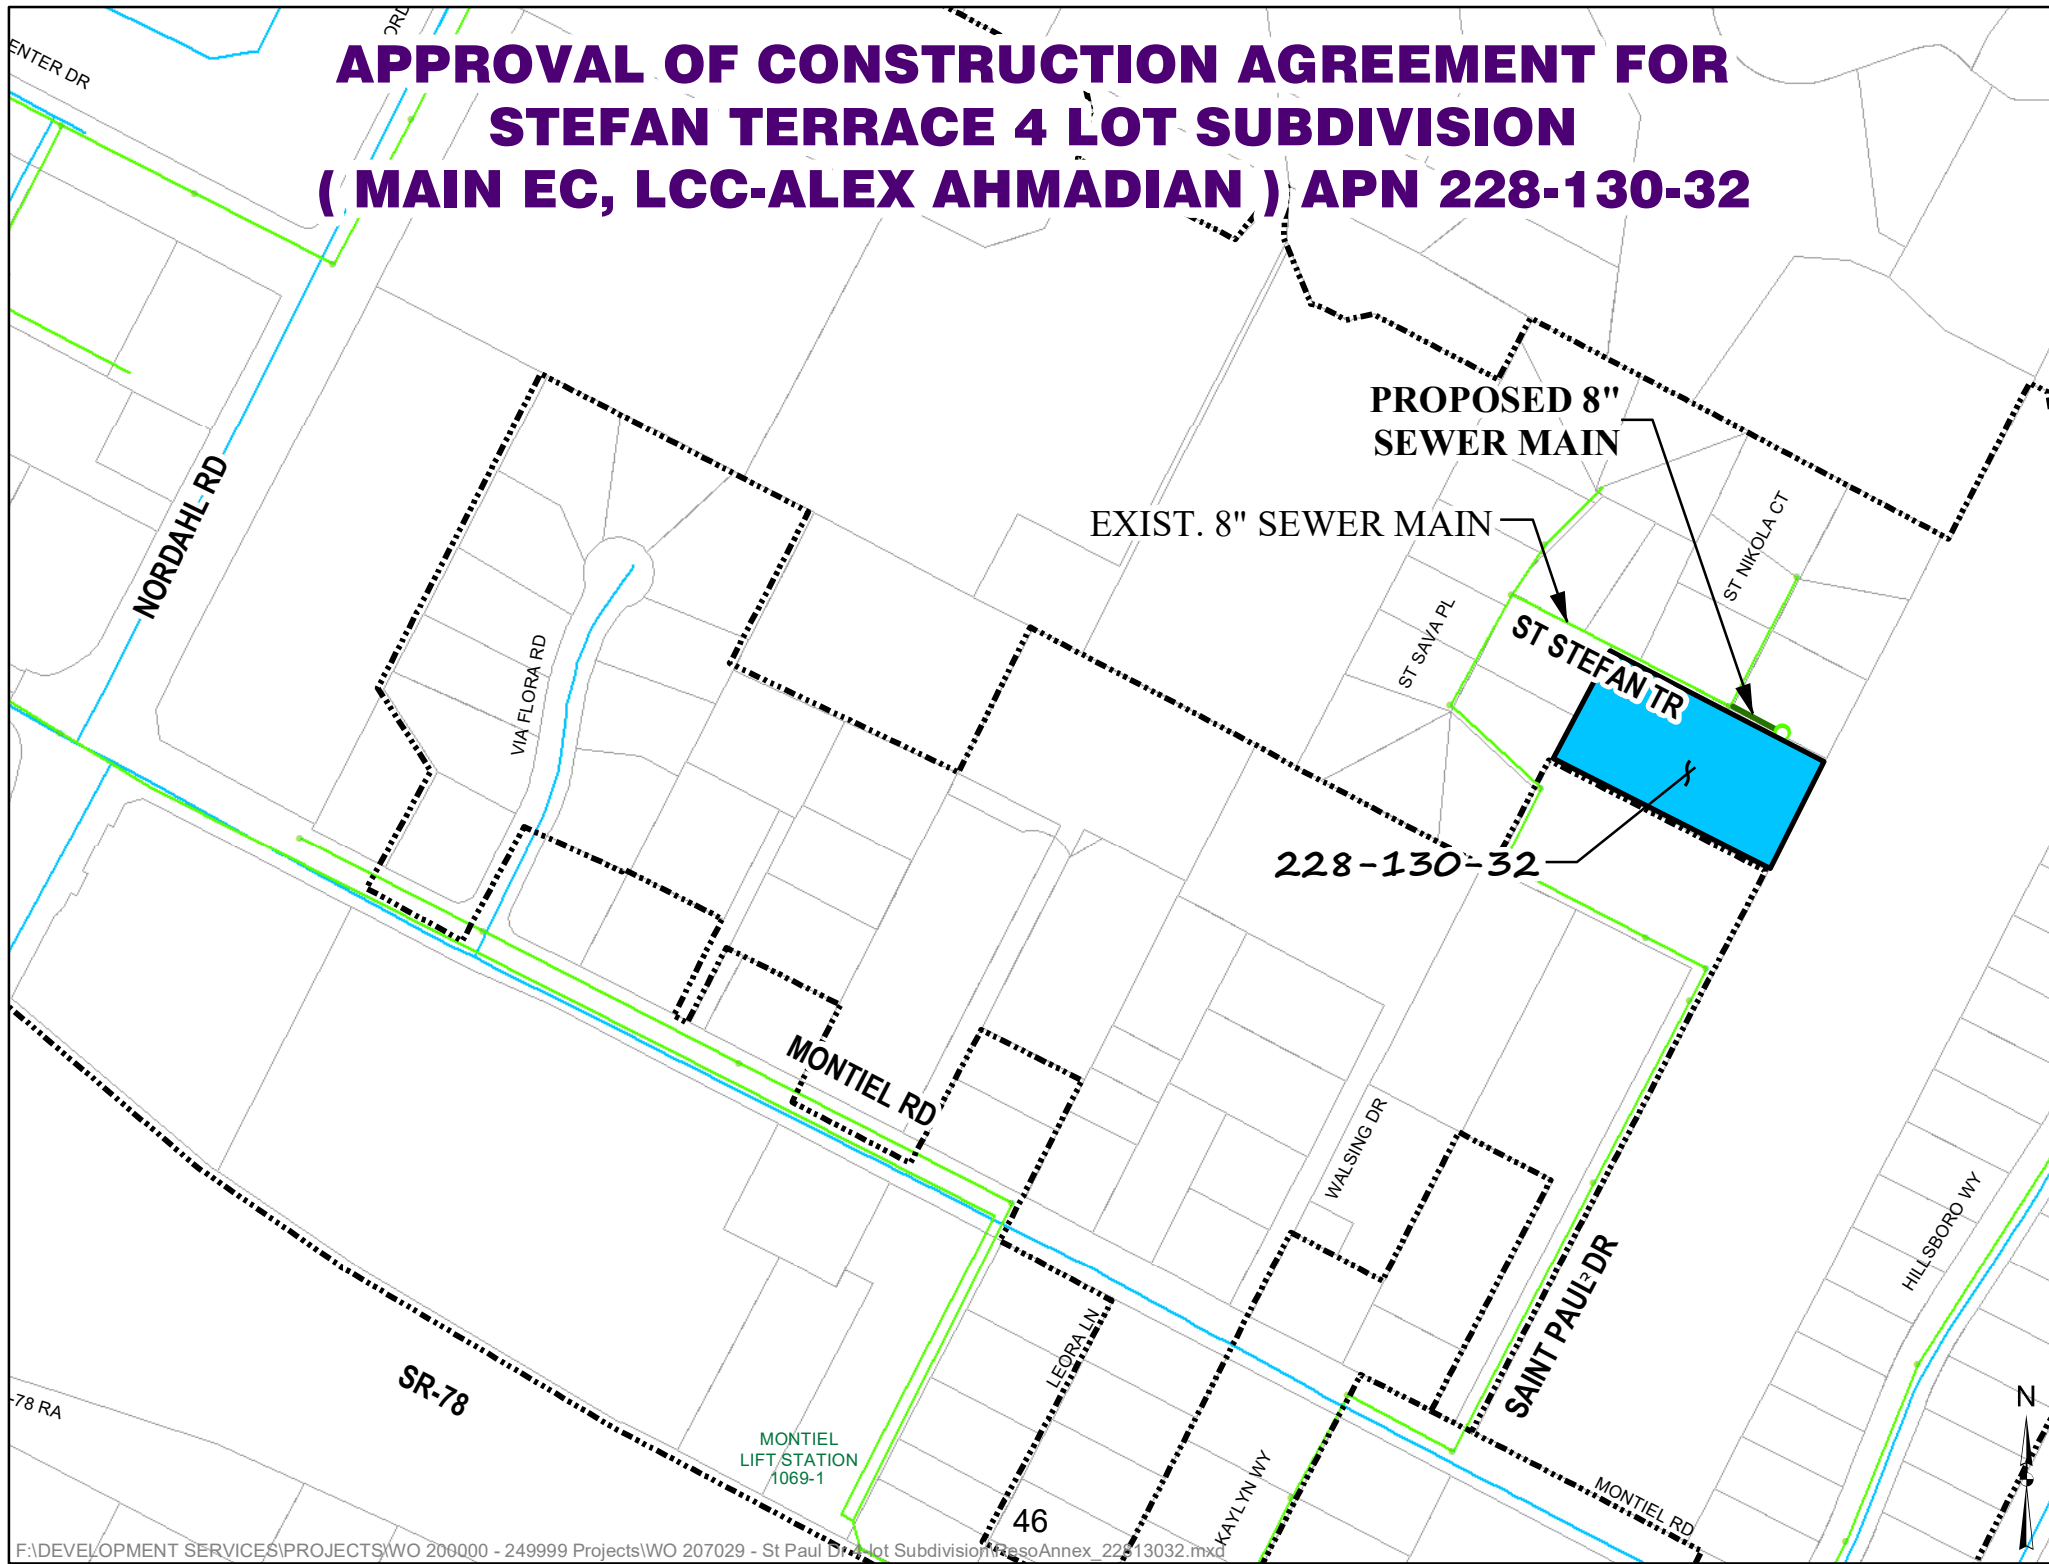 APPROVAL OF CONSTRUCTION AGREEMENT FOR
STEFAN TERRACE 4 LOT SUBDIVISION
( MAIN EC, LCC-ALEX AHMADIAN ) APN 228-130-32
ENTER DR
PROPOSED 8"
SEWER MAIN
EXIST. 8" SEWER MAIN
NORDAHL RD
ST NIKOLA CT
ST SAVA PL
ST STEFAN TR
VIA FLORA RD
228-130-32
MONTIEL RD
WALSING DR
HILLSBORO WY
SAINT PAUL DR
LEORA LN
SR-78
-78 RA
MONTIEL
LIFT STATION
1069-1
KAYLYN WY
MONTIEL RD
46
N
F:\DEVELOPMENT SERVICES\PROJECTS\WO 200000 - 249999 Projects\WO 207029 - St Paul Dr 4-lot Subdivision\ResoAnnex_22813032.mxd